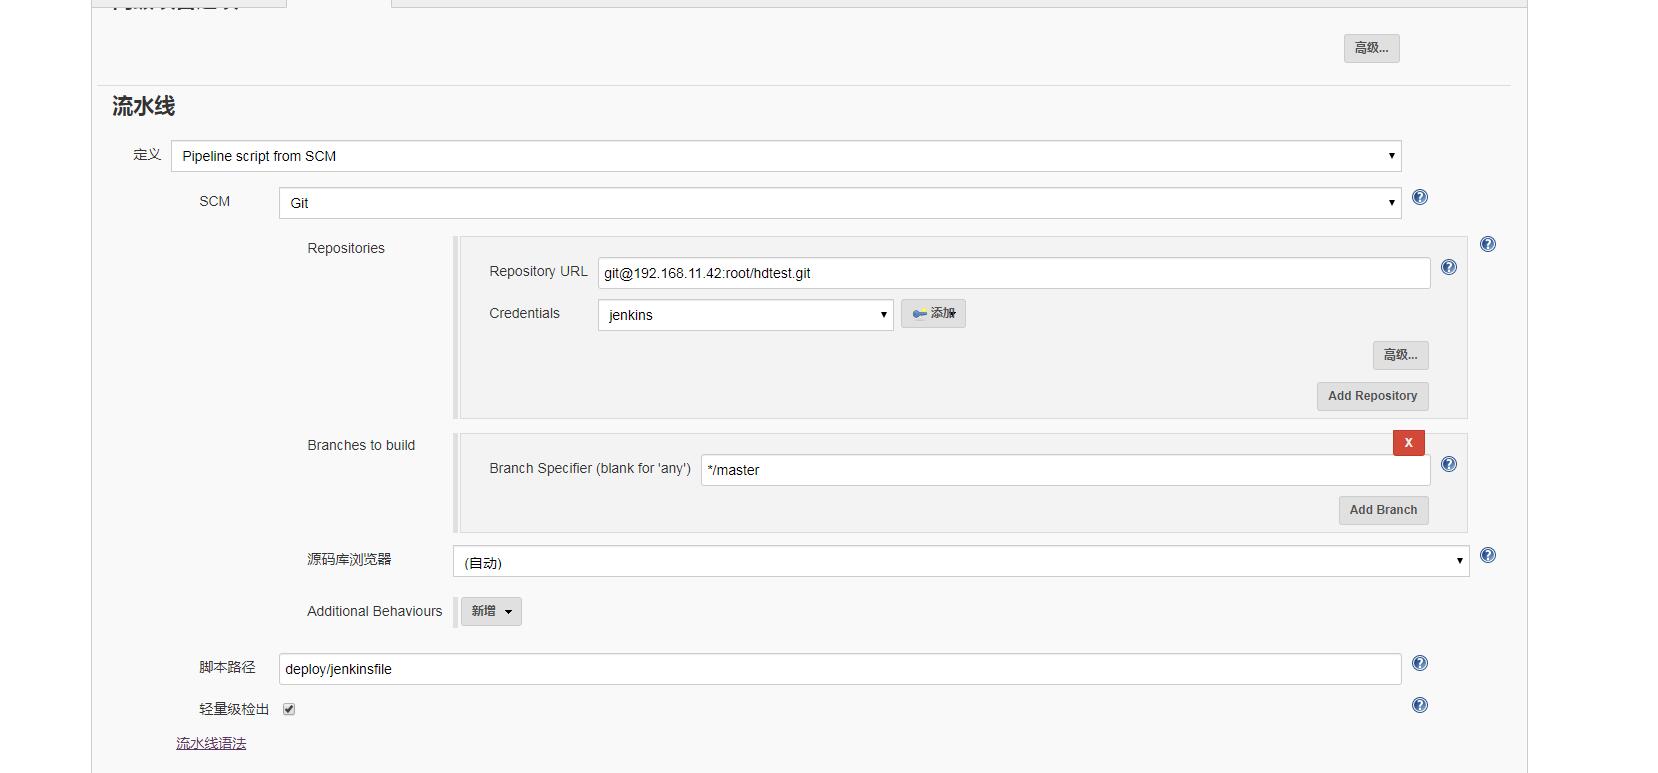 高级...
流水线
定义 Pipeline script from SCM
SCM Git
Repositories
Repository URL git@192.168.11.42:root/hdtest.git
Credentials jenkins 添加
高级...
Add Repository
Branches to build
X
Branch Specifier (blank for 'any') */master
Add Branch
源码库浏览器 (自动)
Additional Behaviours 新增
脚本路径 deploy/jenkinsfile
轻量级检出
流水线语法